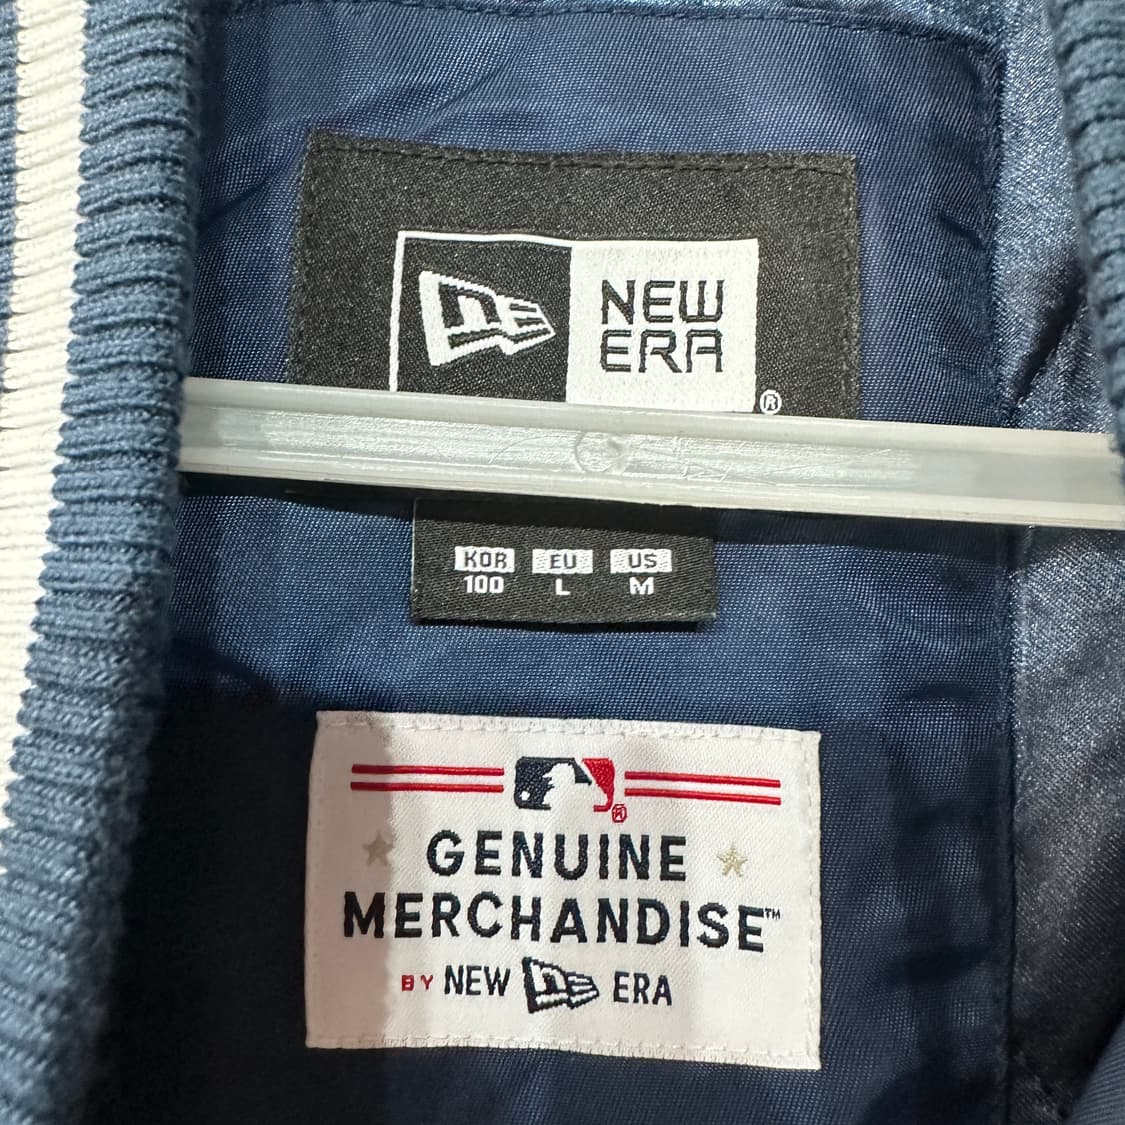 NEW
ERA
®
KOR EU US
100 L M
®
GENUINE
MERCHANDISE™
BY NEW ERA